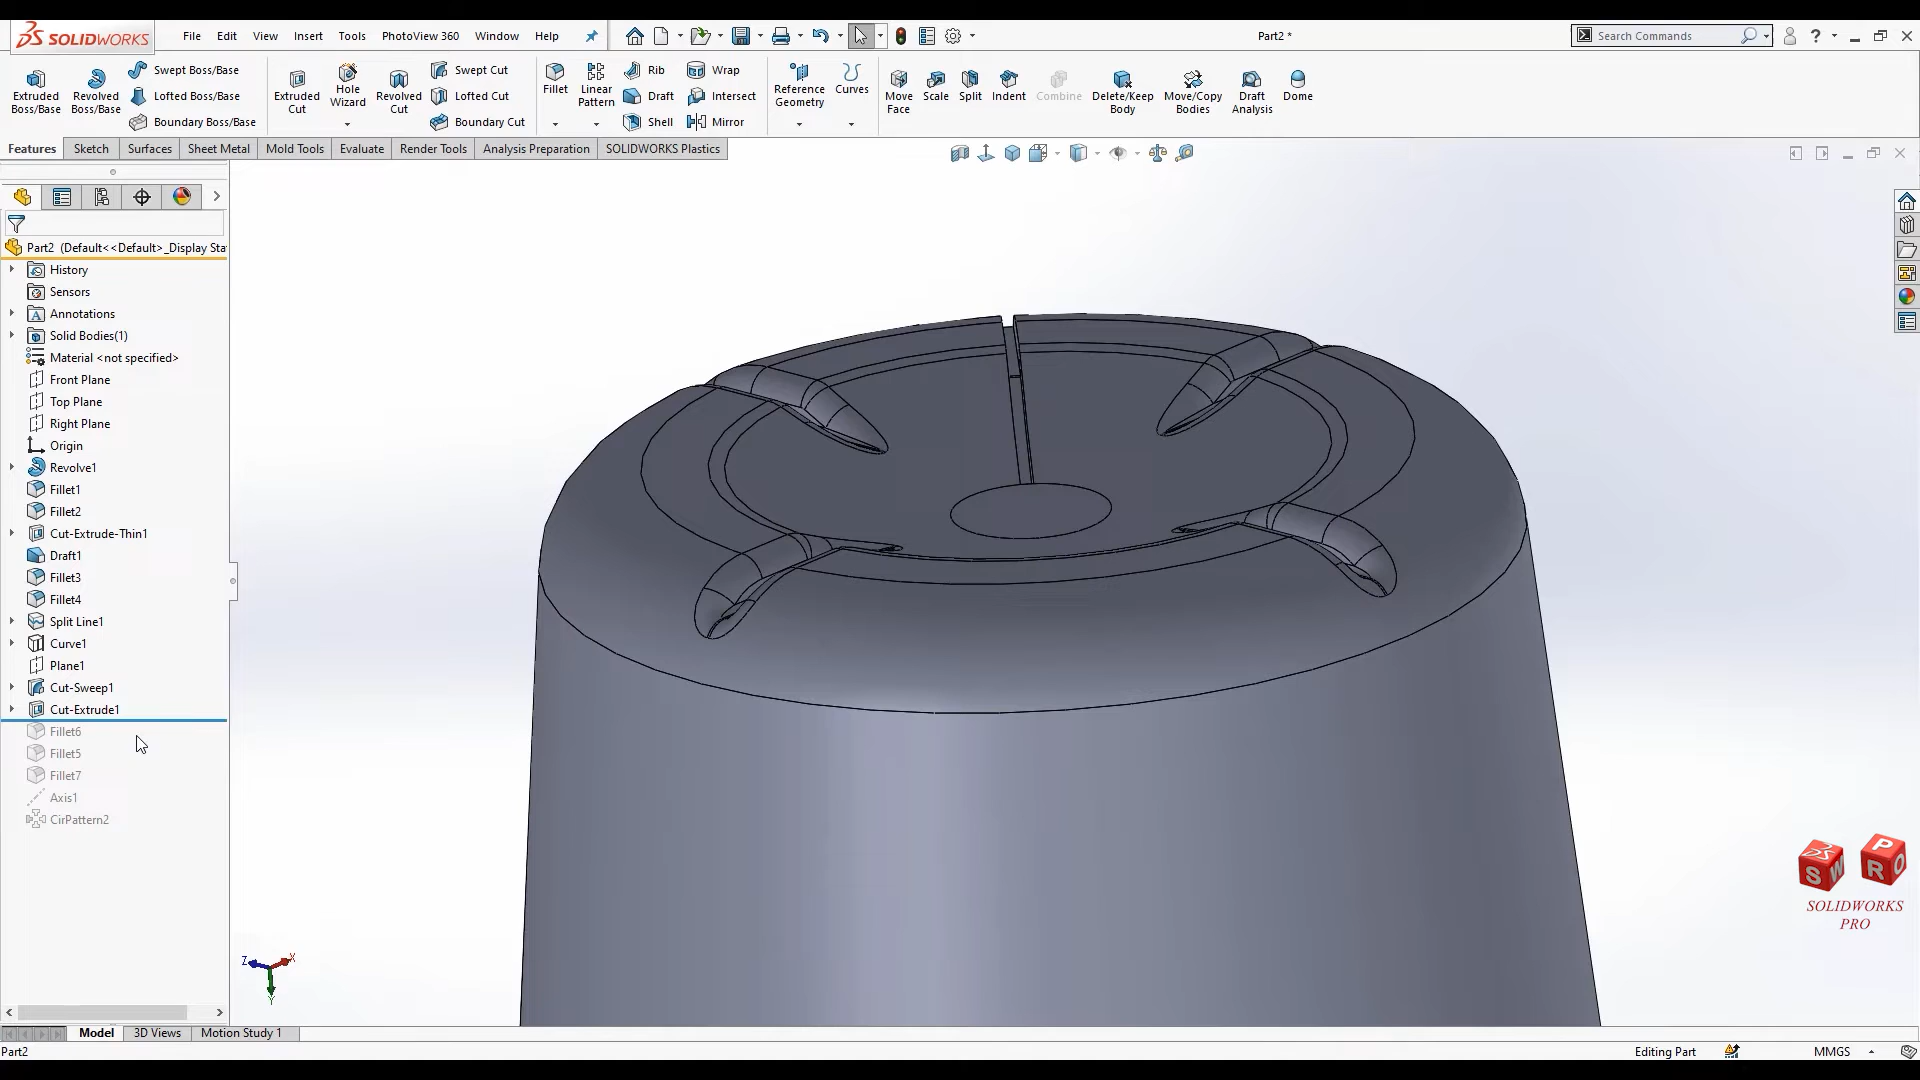 SOLIDWORKS File Edit View Insert Tools PhotoView 360 Window Help Part2 * Search Commands
Extruded Boss/Base
Revolved Boss/Base
Swept Boss/Base
Lofted Boss/Base
Boundary Boss/Base
Extruded Cut
Hole Wizard
Revolved Cut
Swept Cut
Lofted Cut
Boundary Cut
Fillet
Linear Pattern
Rib
Draft
Shell
Wrap
Intersect
Mirror
Reference Geometry
Curves
Move Face
Scale
Split
Indent
Combine
Delete/Keep Body
Move/Copy Bodies
Draft Analysis
Dome
Features Sketch Surfaces Sheet Metal Mold Tools Evaluate Render Tools Analysis Preparation SOLIDWORKS Plastics
Part2 (Default<<Default>_Display Sta
History
Sensors
Annotations
Solid Bodies(1)
Material <not specified>
Front Plane
Top Plane
Right Plane
Origin
Revolve1
Fillet1
Fillet2
Cut-Extrude-Thin1
Draft1
Fillet3
Fillet4
Split Line1
Curve1
Plane1
Cut-Sweep1
Cut-Extrude1
Fillet6
Fillet5
Fillet7
Axis1
CirPattern2
Z X
Y
S W P R O
SOLIDWORKS
PRO
Model 3D Views Motion Study 1
Part2 Editing Part MMGS